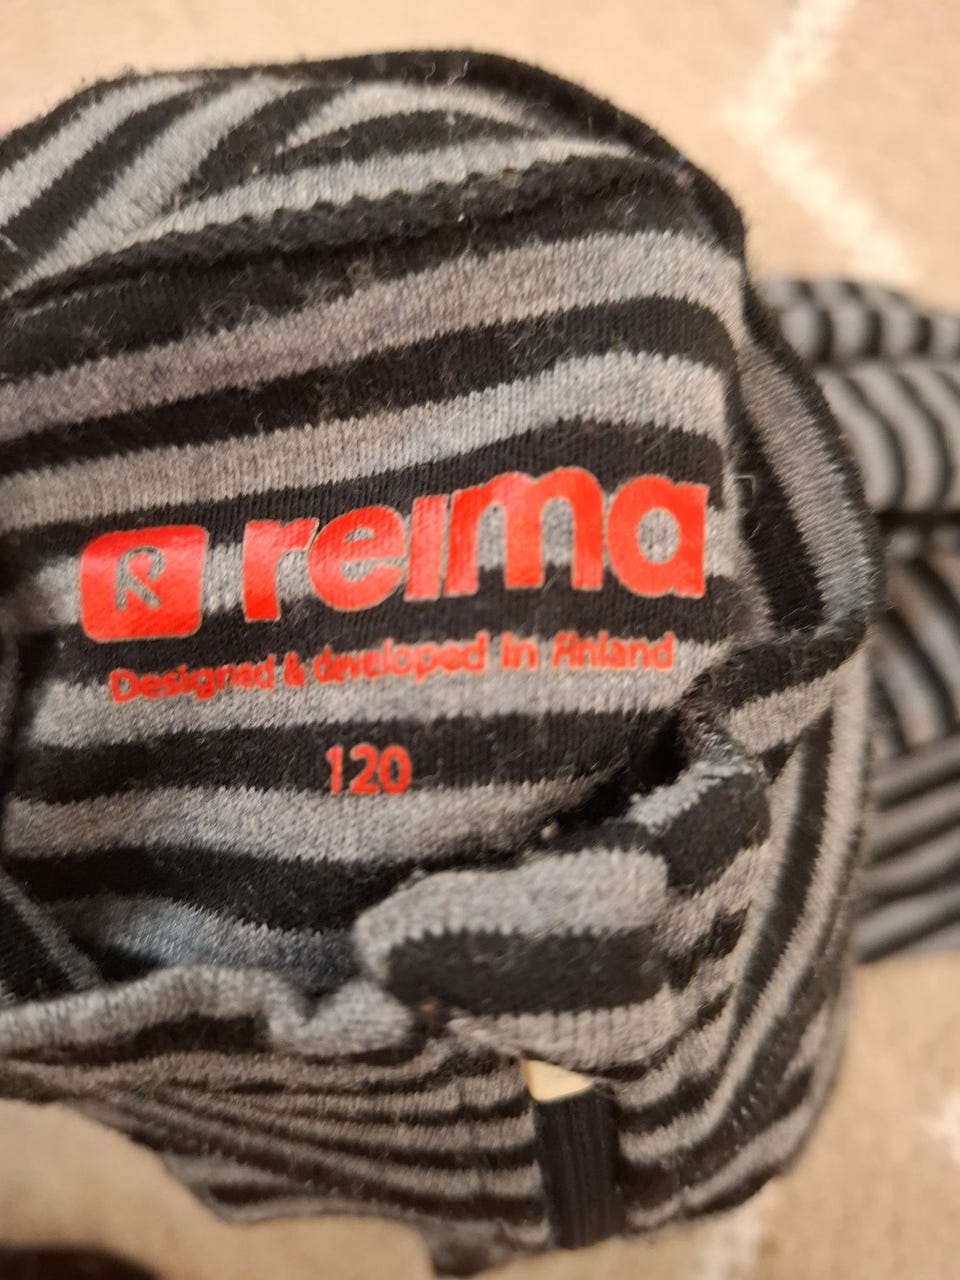 R reima
Designed & developed in Finland
120